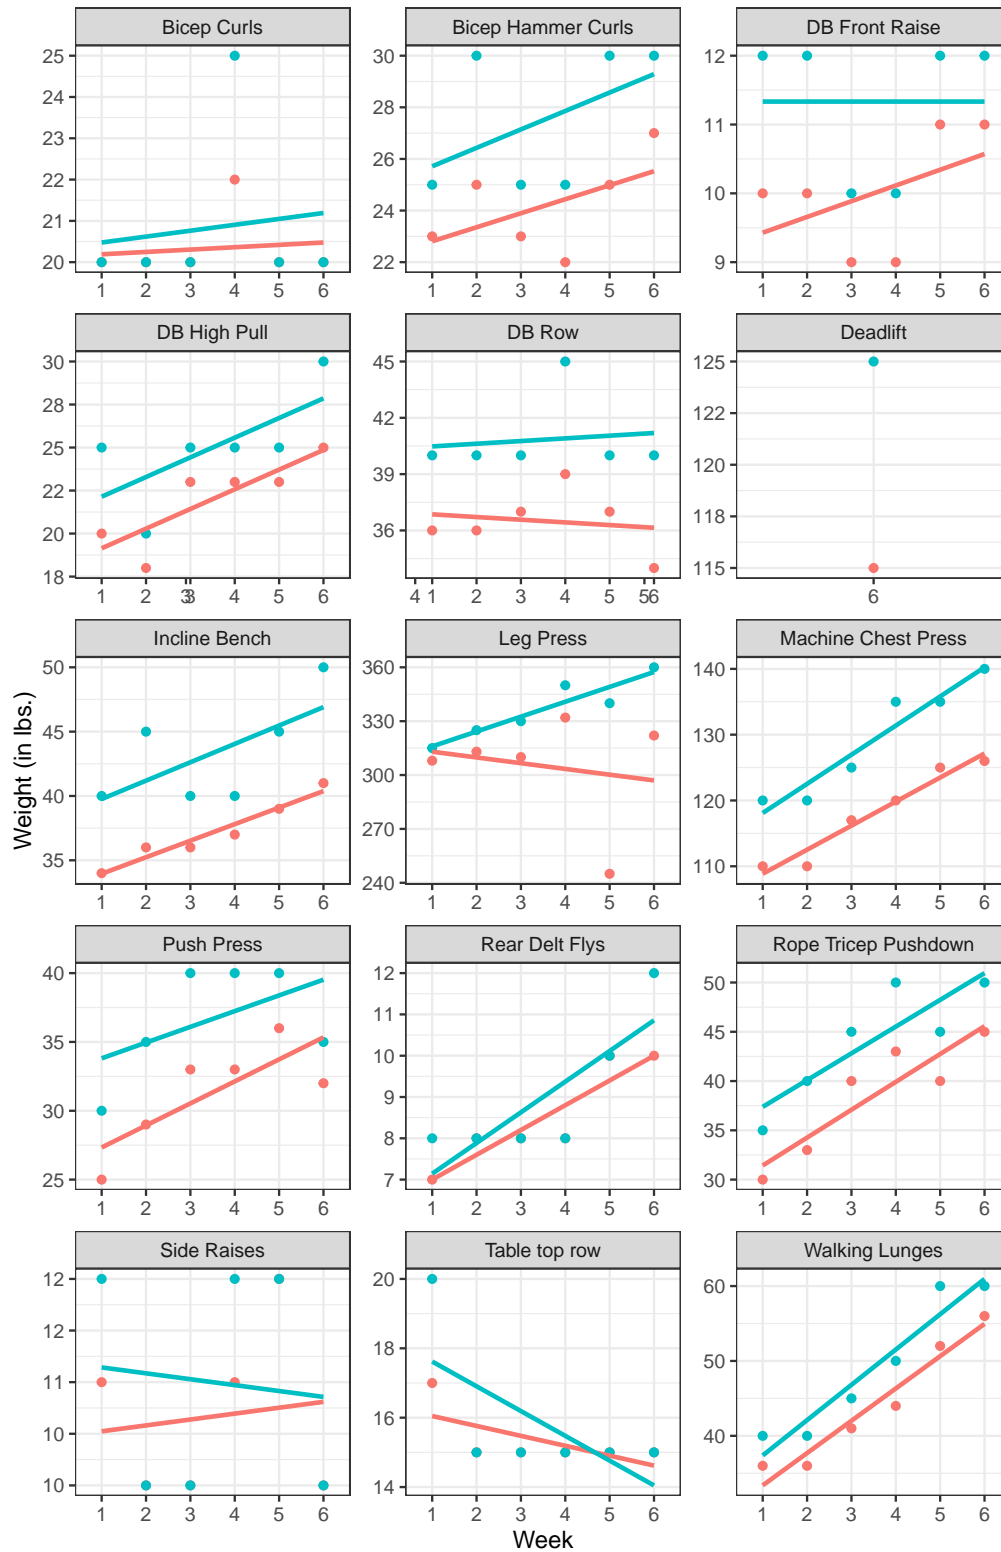 Bicep Curls
Bicep Hammer Curls
DB Front Raise
25
24
22
21
20
1 2 3 4 5 6
30
28
26
24
22
1 2 3 4 5 6
12
11
10
9
1 2 3 4 5 6
DB High Pull
DB Row
Deadlift
30
28
25
22
20
18
1 2 3 3 4 5 6
45
42
39
36
4 1 2 3 4 5 5 6
125
122
120
118
115
6
Incline Bench
Leg Press
Machine Chest Press
50
45
40
35
1 2 3 4 5 6
360
330
300
270
240
1 2 3 4 5 6
140
130
120
110
1 2 3 4 5 6
Weight (in lbs.)
Push Press
Rear Delt Flys
Rope Tricep Pushdown
40
35
30
25
1 2 3 4 5 6
12
11
10
9
8
7
1 2 3 4 5 6
50
45
40
35
30
1 2 3 4 5 6
Side Raises
Table top row
Walking Lunges
12
12
11
10
10
1 2 3 4 5 6
20
18
16
14
1 2 3 4 5 6
60
50
40
1 2 3 4 5 6
Week